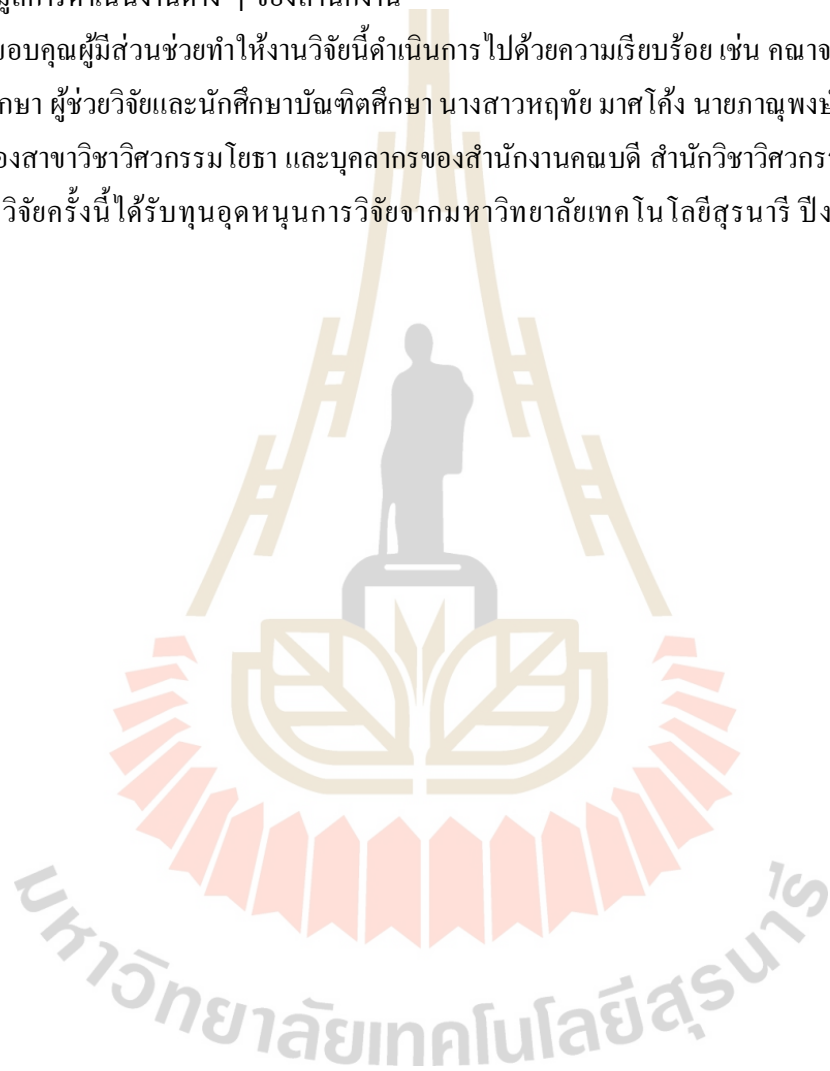 มูลการดำเนินงานต่าง ๆ ของสำนักงาน
ขอบคุณผู้มีส่วนช่วยทำให้งานวิจัยนี้ดำเนินการไปด้วยความเรียบร้อย เช่น คณาจ
กษา ผู้ช่วยวิจัยและนักศึกษาบัณฑิตศึกษา นางสาวหฤทัย มาศโค้ง นายภาณุพงษ์
องสาขาวิชาวิศวกรรมโยธา และบุคลากรของสำนักงานคณบดี สำนักวิชาวิศวกร
วิจัยครั้งนี้ได้รับทุนอุดหนุนการวิจัยจากมหาวิทยาลัยเทคโนโลยีสุรนารี ปีง
มหาวิทยาลัยเทคโนโลยีสุรนารี